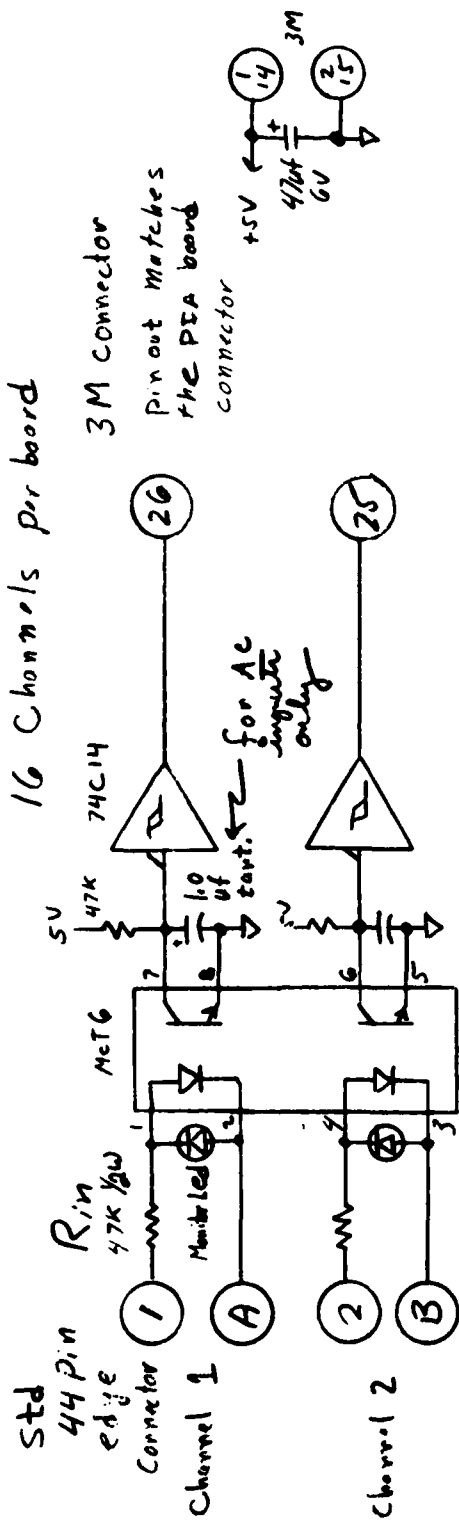 16 Channels per board
Std
44 pin
edge
Connector
Rin
47K 1/2W
1
Monitor Led
A
Channel 1
2
B
Channel 2
MCT6
1
2
4
3
7
8
6
5
5V
47K
+
1.0
uf
tant.
for AC
inputs
only
74C14
26
25
3M connector
pin out matches
the PIA board
connector
+5V
+
47uf
6V
1
14
2
15
3M